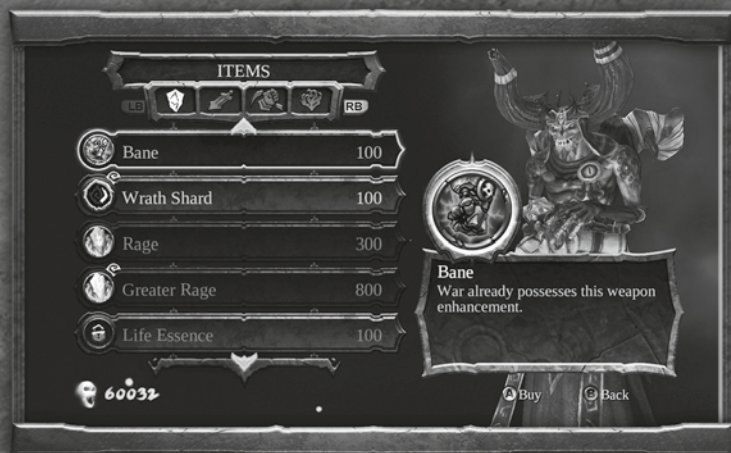 ITEMS
LB RB
Bane 100
Wrath Shard 100
Rage 300
Greater Rage 800
Life Essence 100
60032
Bane
War already possesses this weapon
enhancement.
A Buy B Back